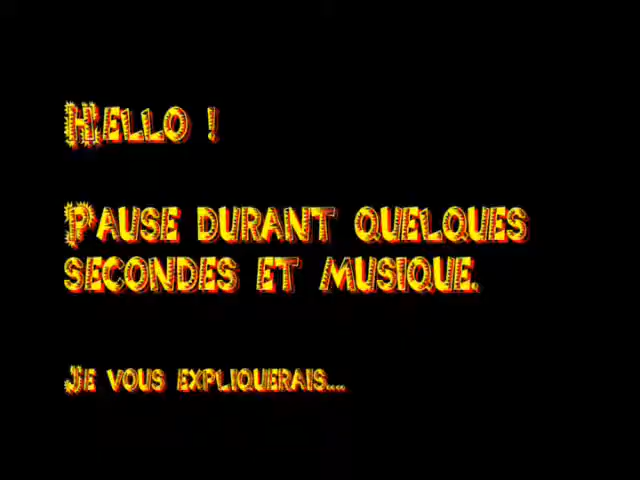 Hello !
Pause durant quelques
secondes et musique.
Je vous expliquerais...